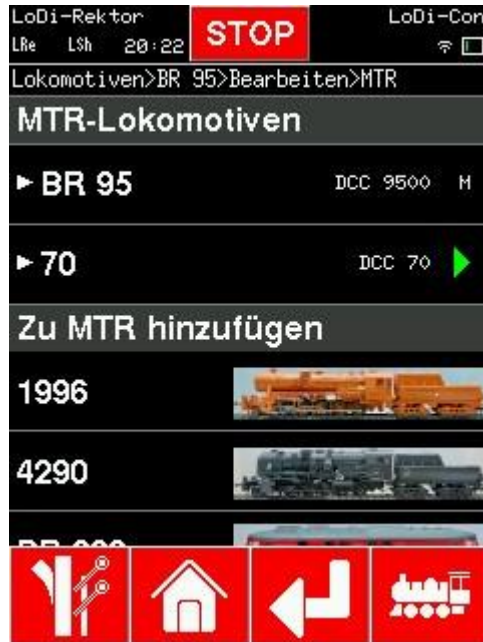 LoDi-Rektor
LoDi-Con
LRe LSh 20:22
STOP
Lokomotiven>BR 95>Bearbeiten>MTR
MTR-Lokomotiven
BR 95 DCC 9500 M
70 DCC 70
Zu MTR hinzufügen
1996
4290